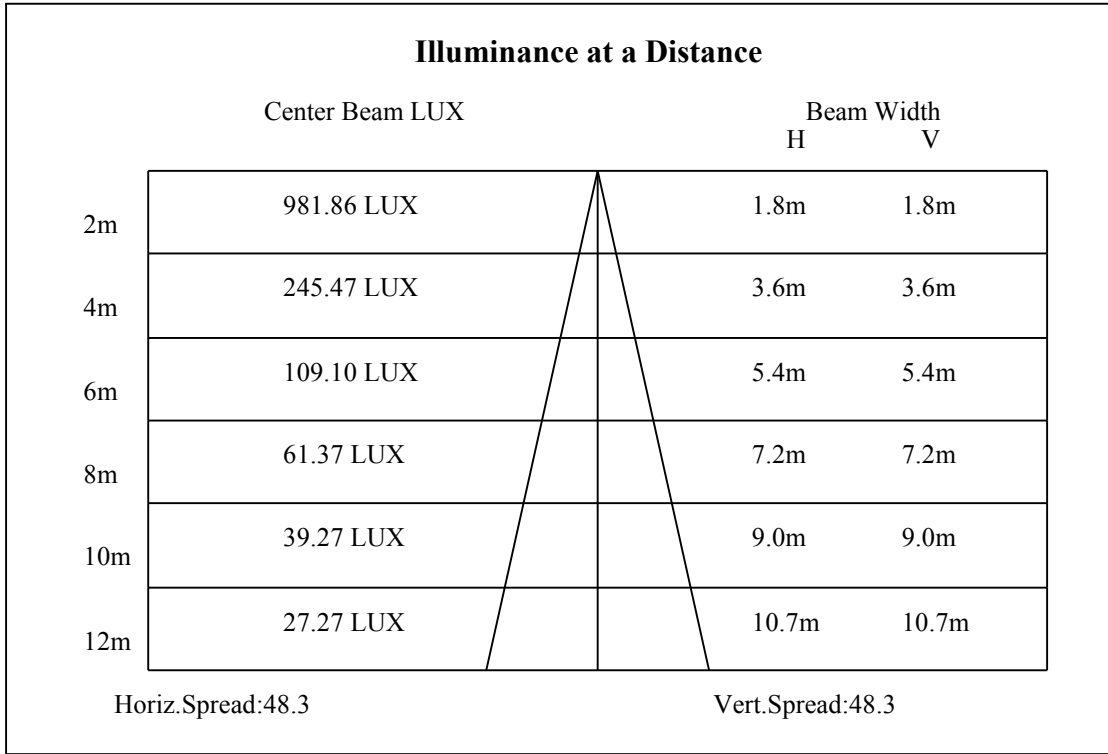 Illuminance at a Distance
Center Beam LUX Beam Width
H V
2m 981.86 LUX 1.8m 1.8m
4m 245.47 LUX 3.6m 3.6m
6m 109.10 LUX 5.4m 5.4m
8m 61.37 LUX 7.2m 7.2m
10m 39.27 LUX 9.0m 9.0m
12m 27.27 LUX 10.7m 10.7m
Horiz.Spread:48.3 Vert.Spread:48.3